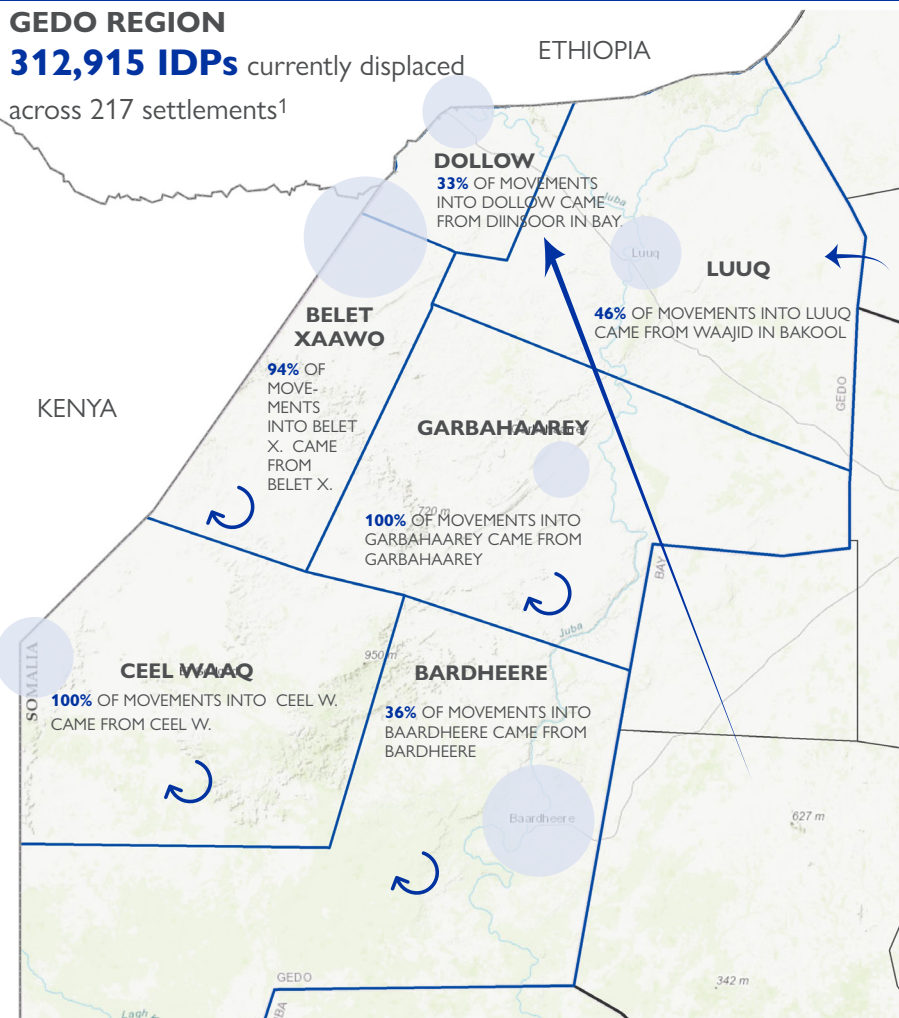 GEDO REGION
312,915 IDPs currently displaced
across 217 settlements¹
ETHIOPIA
DOLLOW
33% OF MOVEMENTS
INTO DOLLOW CAME
FROM DIINSOOR IN BAY.
Juba
Luuq
LUUQ
46% OF MOVEMENTS INTO LUUQ
CAME FROM WAAJID IN BAKOOL
GEDO
BELET
XAAWO
94% OF
MOVE-
MENTS
INTO BELET
X. CAME
FROM
BELET X.
KENYA
GARBAHAAREY
720 m
100% OF MOVEMENTS INTO
GARBAHAAREY CAME FROM
GARBAHAAREY
BAY
Juba
950 m
SOMALIA
CEEL WAAQ
100% OF MOVEMENTS INTO CEEL W.
CAME FROM CEEL W.
BARDHEERE
36% OF MOVEMENTS INTO
BAARDHEERE CAME FROM
BARDHEERE
Baardheere
627 m
GEDO
342 m
Lagh